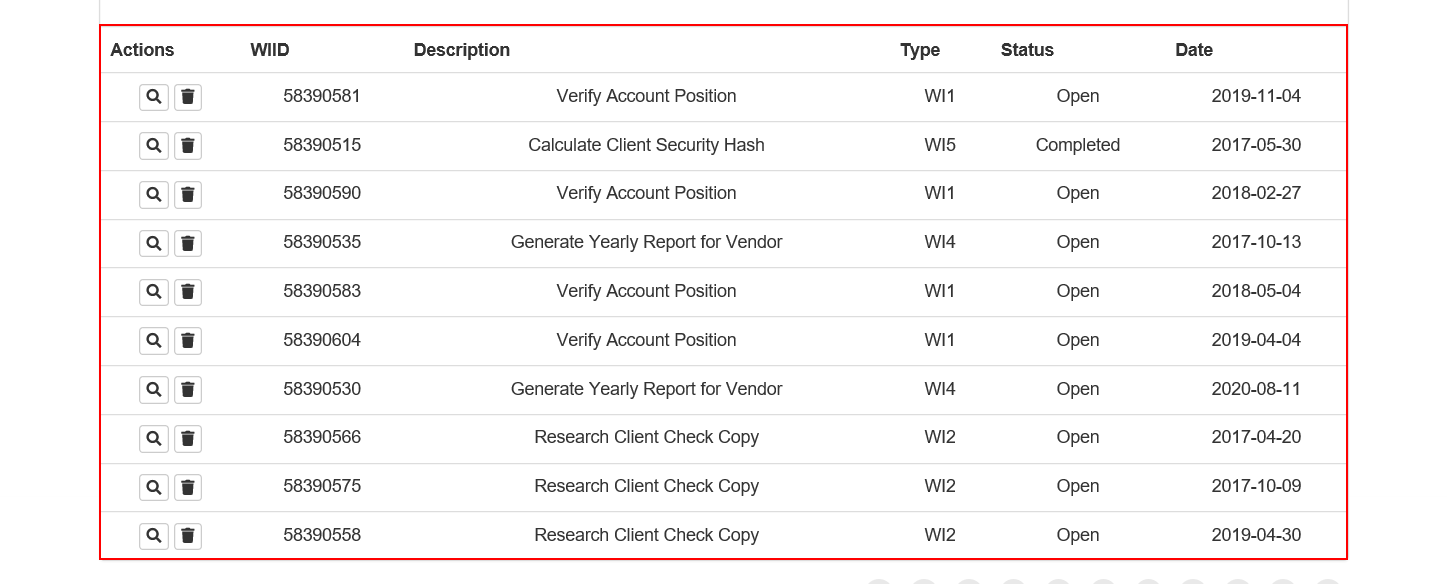 Actions WIID Description Type Status Date
58390581 Verify Account Position WI1 Open 2019-11-04
58390515 Calculate Client Security Hash WI5 Completed 2017-05-30
58390590 Verify Account Position WI1 Open 2018-02-27
58390535 Generate Yearly Report for Vendor WI4 Open 2017-10-13
58390583 Verify Account Position WI1 Open 2018-05-04
58390604 Verify Account Position WI1 Open 2019-04-04
58390530 Generate Yearly Report for Vendor WI4 Open 2020-08-11
58390566 Research Client Check Copy WI2 Open 2017-04-20
58390575 Research Client Check Copy WI2 Open 2017-10-09
58390558 Research Client Check Copy WI2 Open 2019-04-30